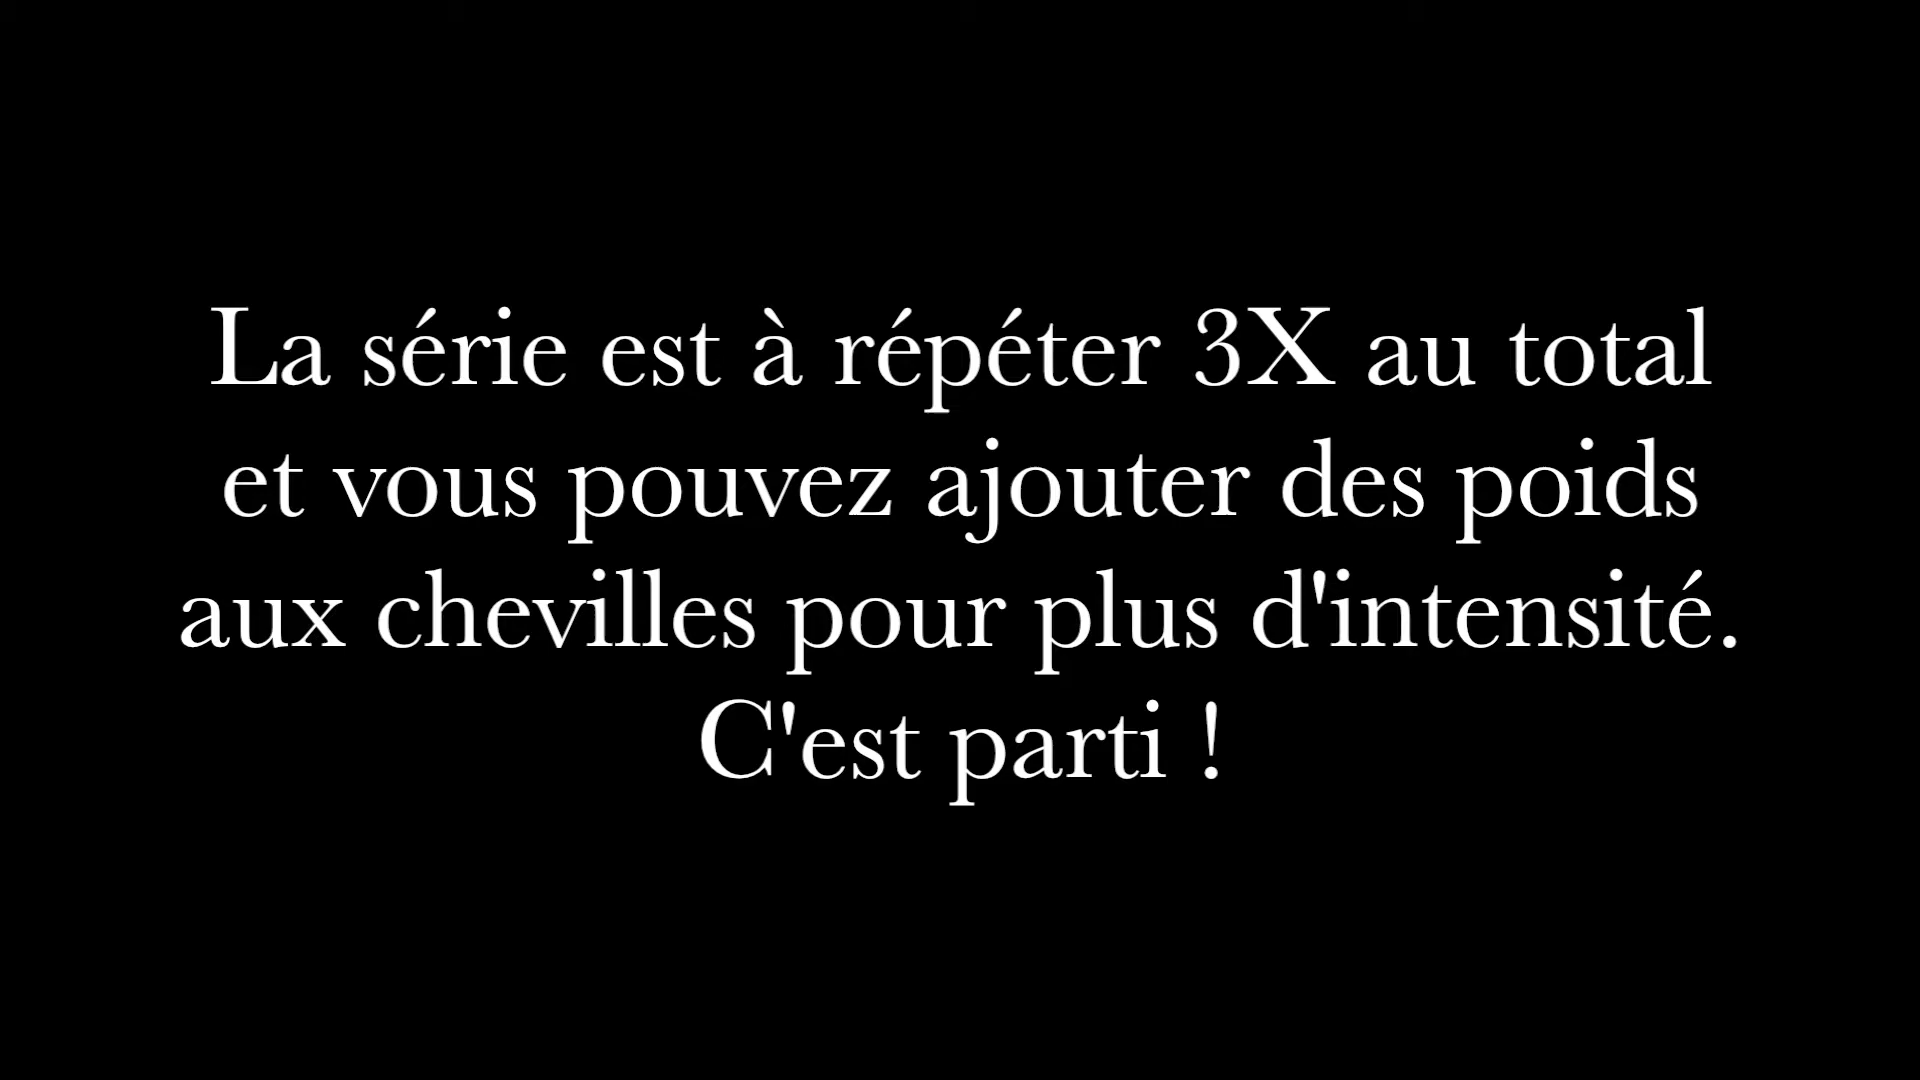 La série est à répéter 3X au total
et vous pouvez ajouter des poids
aux chevilles pour plus d'intensité.
C'est parti !